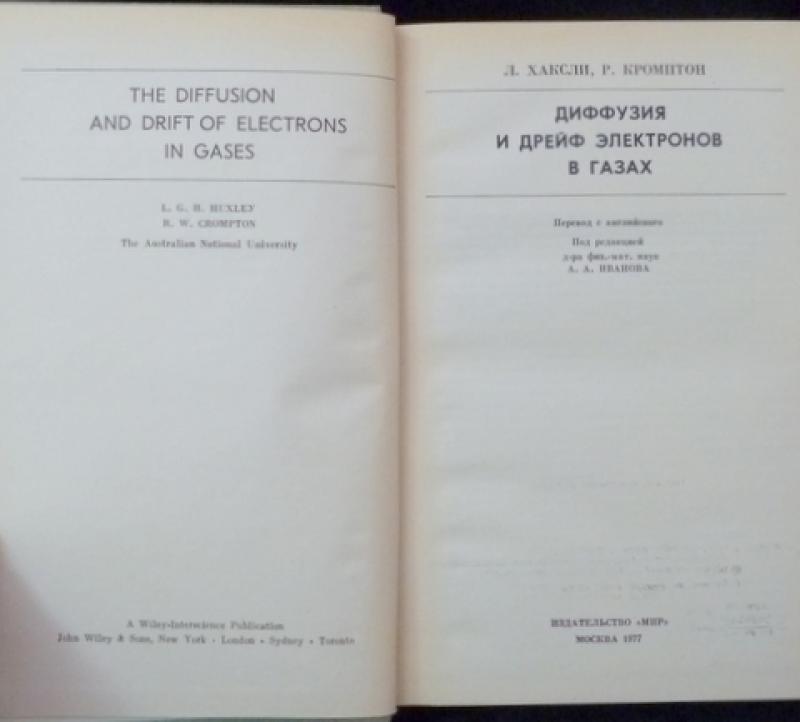 THE DIFFUSION
AND DRIFT OF ELECTRONS
IN GASES
L. G. H. HUXLEY
R. W. CROMPTON
The Australian National University
A Wiley-Interscience Publication
John Wiley & Sons, New York · London · Sydney · Toronto
Л. ХАКСЛИ, Р. КРОМПТОН
ДИФФУЗИЯ
И ДРЕЙФ ЭЛЕКТРОНОВ
В ГАЗАХ
Перевод с английского
Под редакцией
д-ра физ.-мат. наук
А. А. ИВАНОВА
ИЗДАТЕЛЬСТВО «МИР»
МОСКВА 1977